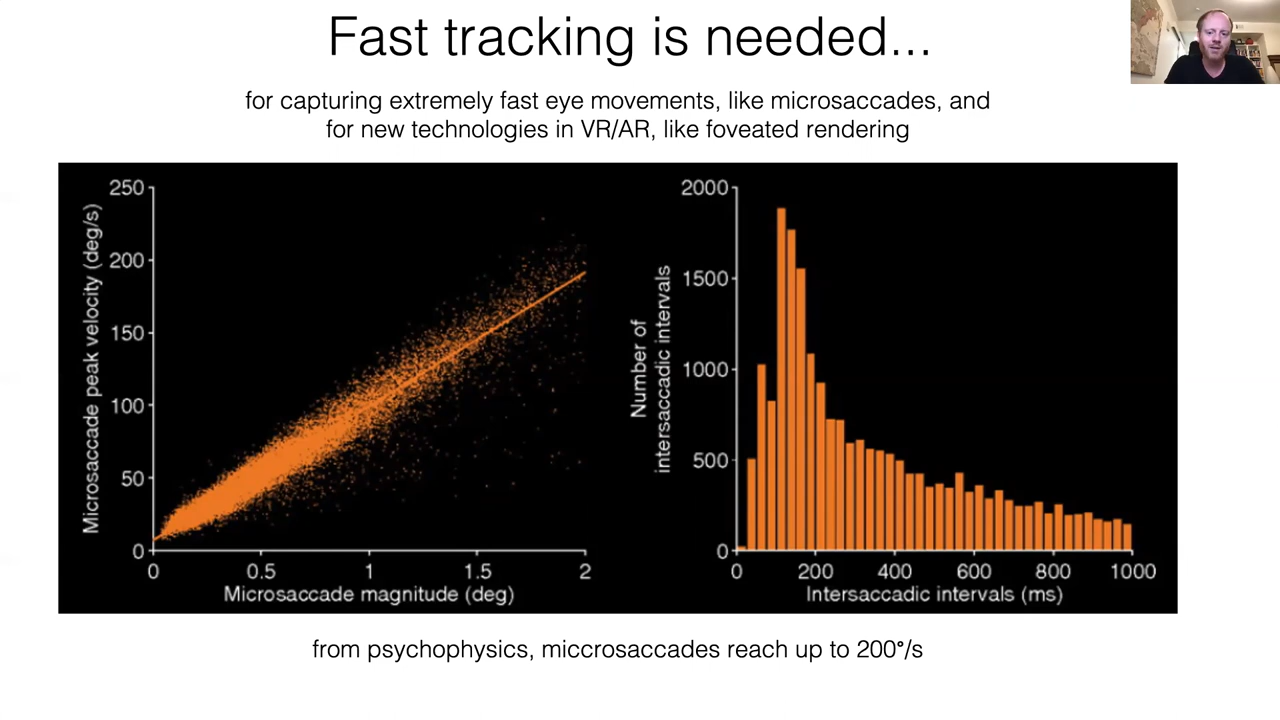 Fast tracking is needed...
for capturing extremely fast eye movements, like microsaccades, and
for new technologies in VR/AR, like foveated rendering
Microsaccade peak velocity (deg/s)
250
200
150
100
50
0
0 0.5 1 1.5 2
Microsaccade magnitude (deg)
Number of
intersaccadic intervals
2000
1500
1000
500
0
0 200 400 600 800 1000
Intersaccadic intervals (ms)
from psychophysics, miccrosaccades reach up to 200°/s